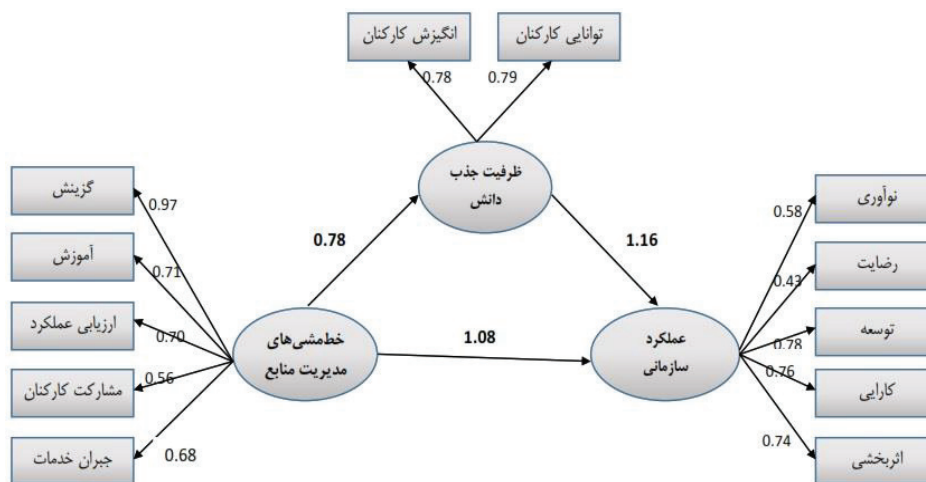 انگیزش کارکنان
توانایی کارکنان
0.78
0.79
ظرفیت جذب
دانش
گزینش
آموزش
ارزیابی عملکرد
مشارکت کارکنان
جبران خدمات
0.97
0.71
0.70
0.56
0.68
خط‌مشی‌های
مدیریت منابع
0.78
1.08
1.16
عملکرد
سازمانی
0.58
0.43
0.78
0.76
0.74
نوآوری
رضایت
توسعه
کارایی
اثربخشی